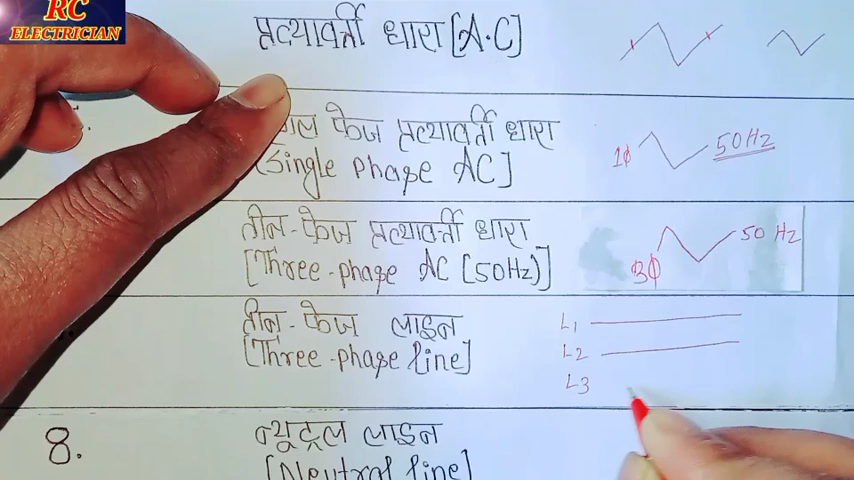 RC
ELECTRICIAN
प्रत्यावर्ती धारा [A.C]
फेज प्रत्यावर्ती धारा
[Single phase AC]
1φ 50Hz
तीन-फेज प्रत्यावर्ती धारा
[Three-phase AC [50Hz)]
3φ 50 Hz
तीन-फेज लाइन
[Three-phase line]
L1
L2
L3
8.
न्यूट्रल लाइन
[Neutral line]